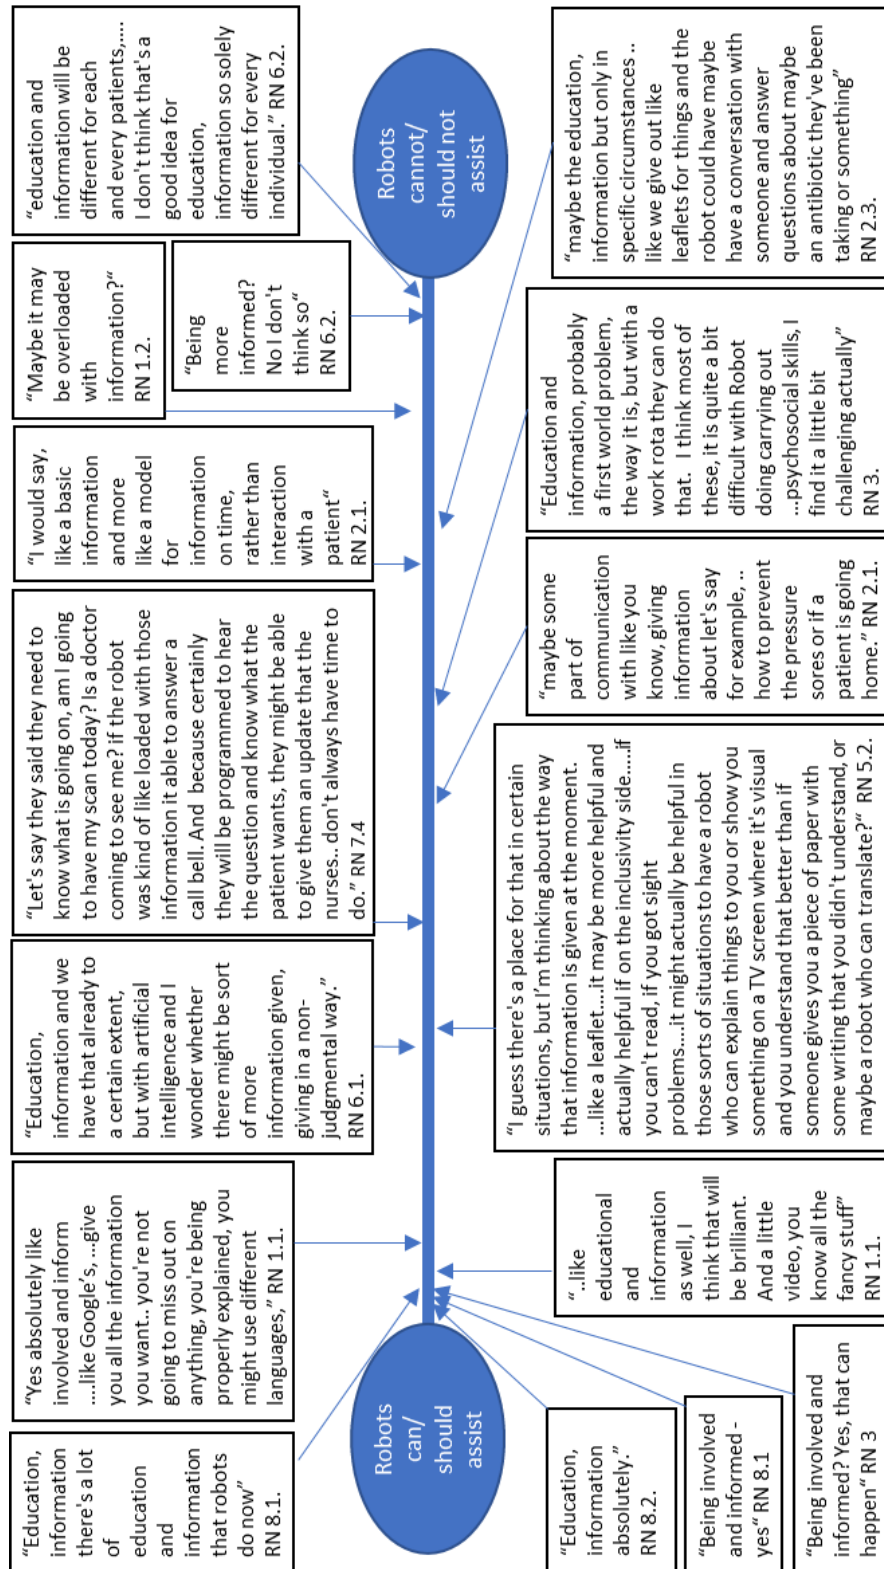 “Education,
information
there's a lot
of
education
and
information
that robots
do now”
RN 8.1.
“Yes absolutely like
involved and inform
....like Google’s, ...give
you all the information
you want.. you're not
going to miss out on
anything, you're being
properly explained, you
might use different
languages,” RN 1.1.
“Education,
information and we
have that already to
a certain extent,
but with artificial
intelligence and I
wonder whether
there might be sort
of more
information given,
giving in a non-
judgmental way.”
RN 6.1.
“Let's say they said they need to
know what is going on, am I going
to have my scan today? Is a doctor
coming to see me? if the robot
was kind of like loaded with those
information it able to answer a
call bell. And because certainly
they will be programmed to hear
the question and know what the
patient wants, they might be able
to give them an update that the
nurses.. don't always have time to
do.” RN 7.4
“I would say,
like a basic
information
and more
like a model
for
information
on time,
rather than
interaction
with a
patient“
RN 2.1.
“Maybe it may
be overloaded
with
information?“
RN 1.2.
“Being
more
informed?
No I don't
think so“
RN 6.2.
“education and
information will be
different for each
and every patients,....
I don't think that's a
good idea for
education,
information so solely
different for every
individual.” RN 6.2.
Robots
can/
should
assist
Robots
cannot/
should not
assist
“Education,
information
absolutely.”
RN 8.2.
“Being involved
and informed -
yes“ RN 8.1
“Being involved and
informed? Yes, that can
happen“ RN 3
“ ..like
educational
and
information
as well, I
think that will
be brilliant.
And a little
video, you
know all the
fancy stuff”
RN 1.1.
“I guess there's a place for that in certain
situations, but I’m thinking about the way
that information is given at the moment.
...like a leaflet....it may be more helpful and
actually helpful if on the inclusivity side.....if
you can't read, if you got sight
problems....it might actually be helpful in
those sorts of situations to have a robot
who can explain things to you or show you
something on a TV screen where it's visual
and you understand that better than if
someone gives you a piece of paper with
some writing that you didn't understand, or
maybe a robot who can translate?“ RN 5.2.
“maybe some
part of
communication
with like you
know, giving
information
about let's say
for example, ..
how to prevent
the pressure
sores or if a
patient is going
home.” RN 2.1.
“Education and
information, probably
a first world problem,
the way it is, but with a
work rota they can do
that. I think most of
these, it is quite a bit
difficult with Robot
doing carrying out
...psychosocial skills, I
find it a little bit
challenging actually”
RN 3.
“maybe the education,
information but only in
specific circumstances ..
like we give out like
leaflets for things and the
robot could have maybe
have a conversation with
someone and answer
questions about maybe
an antibiotic they've been
taking or something”
RN 2.3.